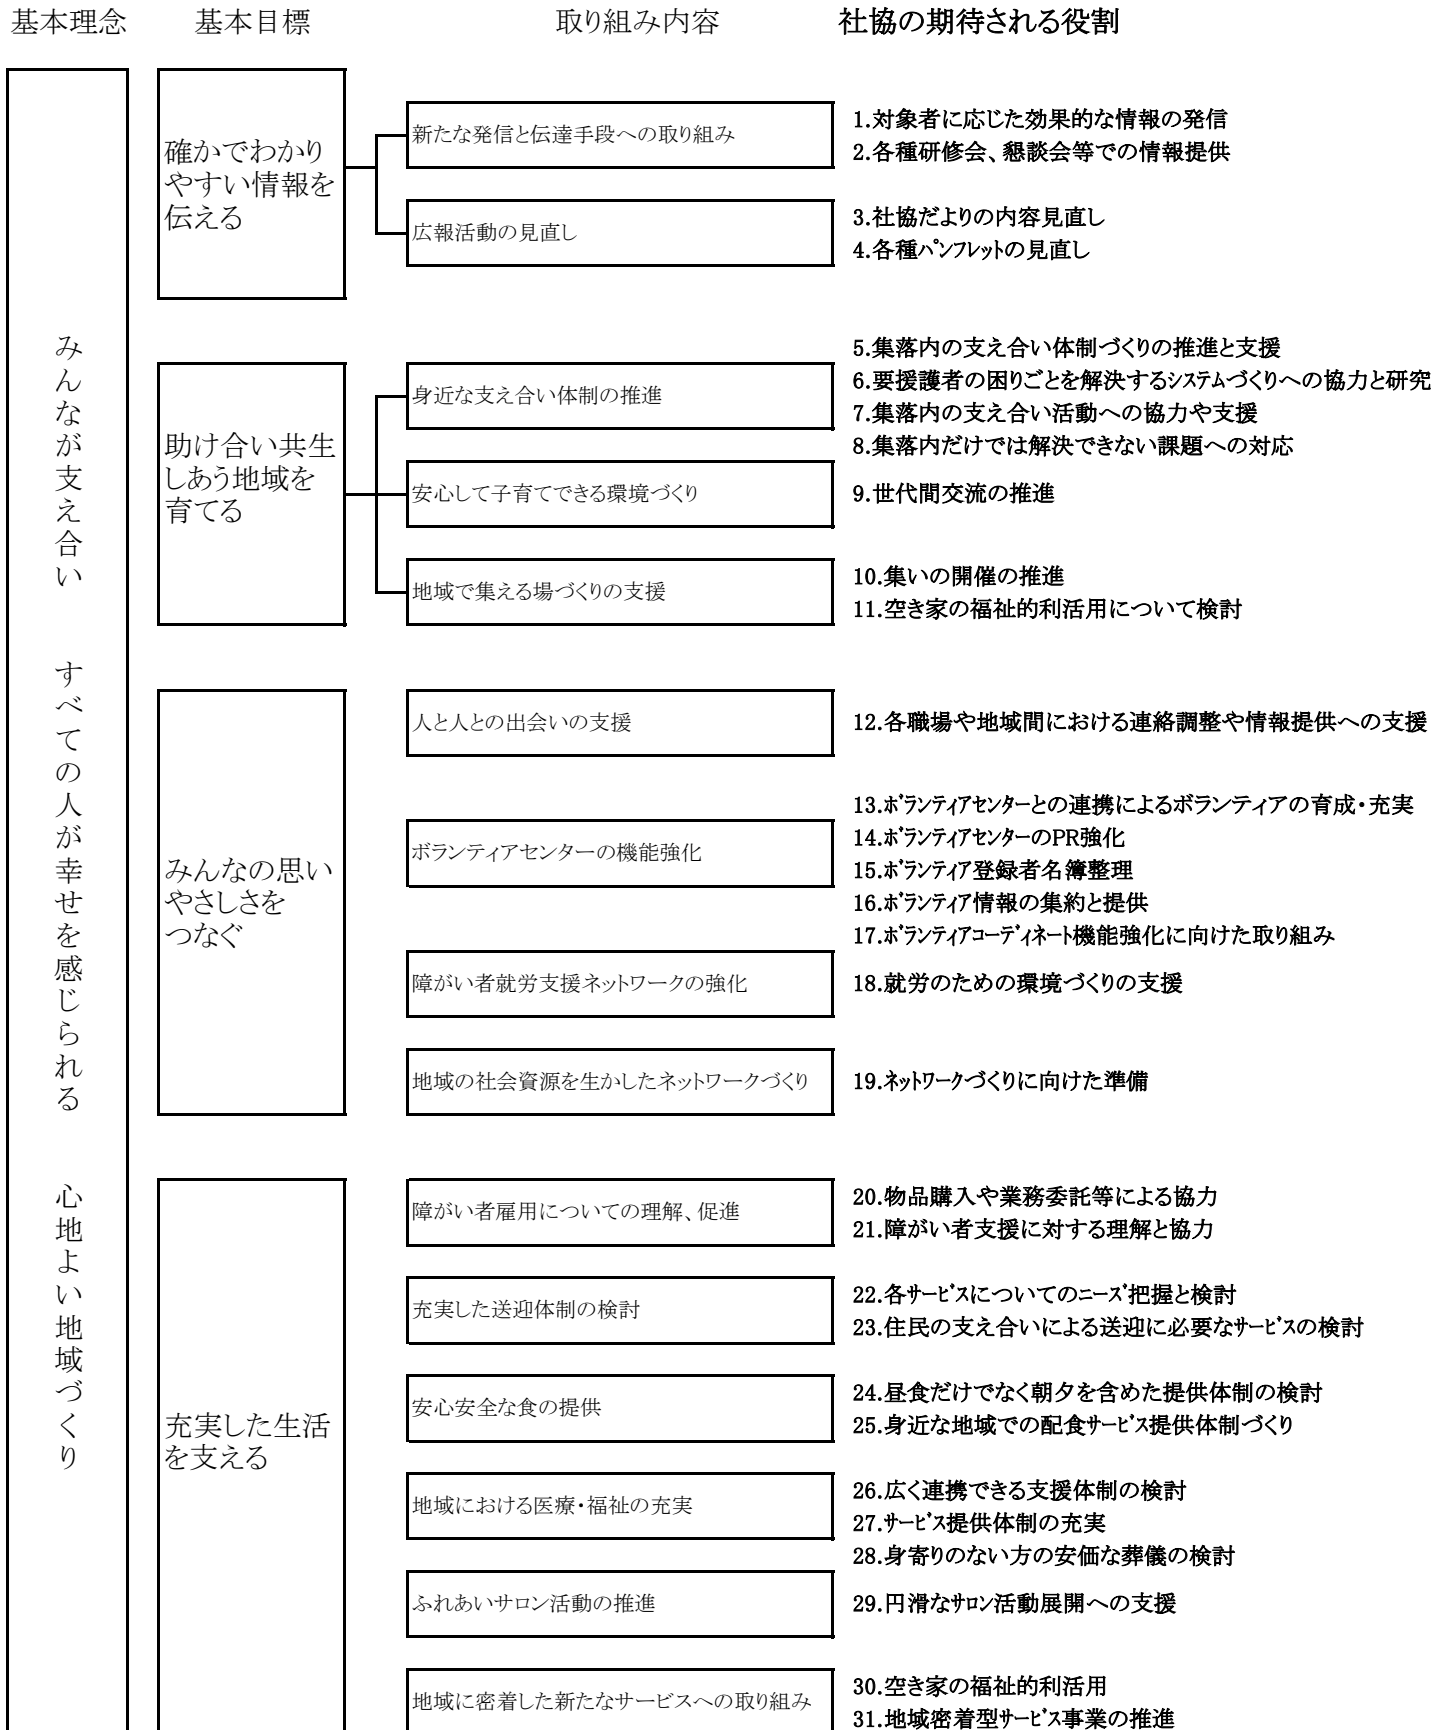 基本理念 基本目標 取り組み内容 社協の期待される役割
みんなが支え合い すべての人が幸せを感じられる 心地よい地域づくり
確かでわかり
やすい情報を
伝える
新たな発信と伝達手段への取り組み
1.対象者に応じた効果的な情報の発信
2.各種研修会、懇談会等での情報提供
広報活動の見直し
3.社協だよりの内容見直し
4.各種ﾊﾟﾝﾌﾚｯﾄの見直し
助け合い共生
しあう地域を
育てる
身近な支え合い体制の推進
5.集落内の支え合い体制づくりの推進と支援
6.要援護者の困りごとを解決するｼｽﾃﾑづくりへの協力と研究
7.集落内の支え合い活動への協力や支援
8.集落内だけでは解決できない課題への対応
安心して子育てできる環境づくり
9.世代間交流の推進
地域で集える場づくりの支援
10.集いの開催の推進
11.空き家の福祉的利活用について検討
みんなの思い
やさしさを
つなぐ
人と人との出会いの支援
12.各職場や地域間における連絡調整や情報提供への支援
ボランティアセンターの機能強化
13.ﾎﾞﾗﾝﾃｨｱｾﾝﾀｰとの連携によるボランティアの育成・充実
14.ﾎﾞﾗﾝﾃｨｱｾﾝﾀｰのPR強化
15.ﾎﾞﾗﾝﾃｨｱ登録者名簿整理
16.ﾎﾞﾗﾝﾃｨｱ情報の集約と提供
17.ﾎﾞﾗﾝﾃｨｱｺｰﾃﾞｨﾈｰﾄ機能強化に向けた取り組み
障がい者就労支援ネットワークの強化
18.就労のための環境づくりの支援
地域の社会資源を生かしたネットワークづくり
19.ﾈｯﾄﾜｰｸづくりに向けた準備
充実した生活
を支える
障がい者雇用についての理解、促進
20.物品購入や業務委託等による協力
21.障がい者支援に対する理解と協力
充実した送迎体制の検討
22.各ｻｰﾋﾞｽについてのﾆｰｽﾞ把握と検討
23.住民の支え合いによる送迎に必要なｻｰﾋﾞｽの検討
安心安全な食の提供
24.昼食だけでなく朝夕を含めた提供体制の検討
25.身近な地域での配食ｻｰﾋﾞｽ提供体制づくり
地域における医療・福祉の充実
26.広く連携できる支援体制の検討
27.ｻｰﾋﾞｽ提供体制の充実
28.身寄りのない方の安価な葬儀の検討
ふれあいサロン活動の推進
29.円滑なｻﾛﾝ活動展開への支援
地域に密着した新たなサービスへの取り組み
30.空き家の福祉的利活用
31.地域密着型ｻｰﾋﾞｽ事業の推進